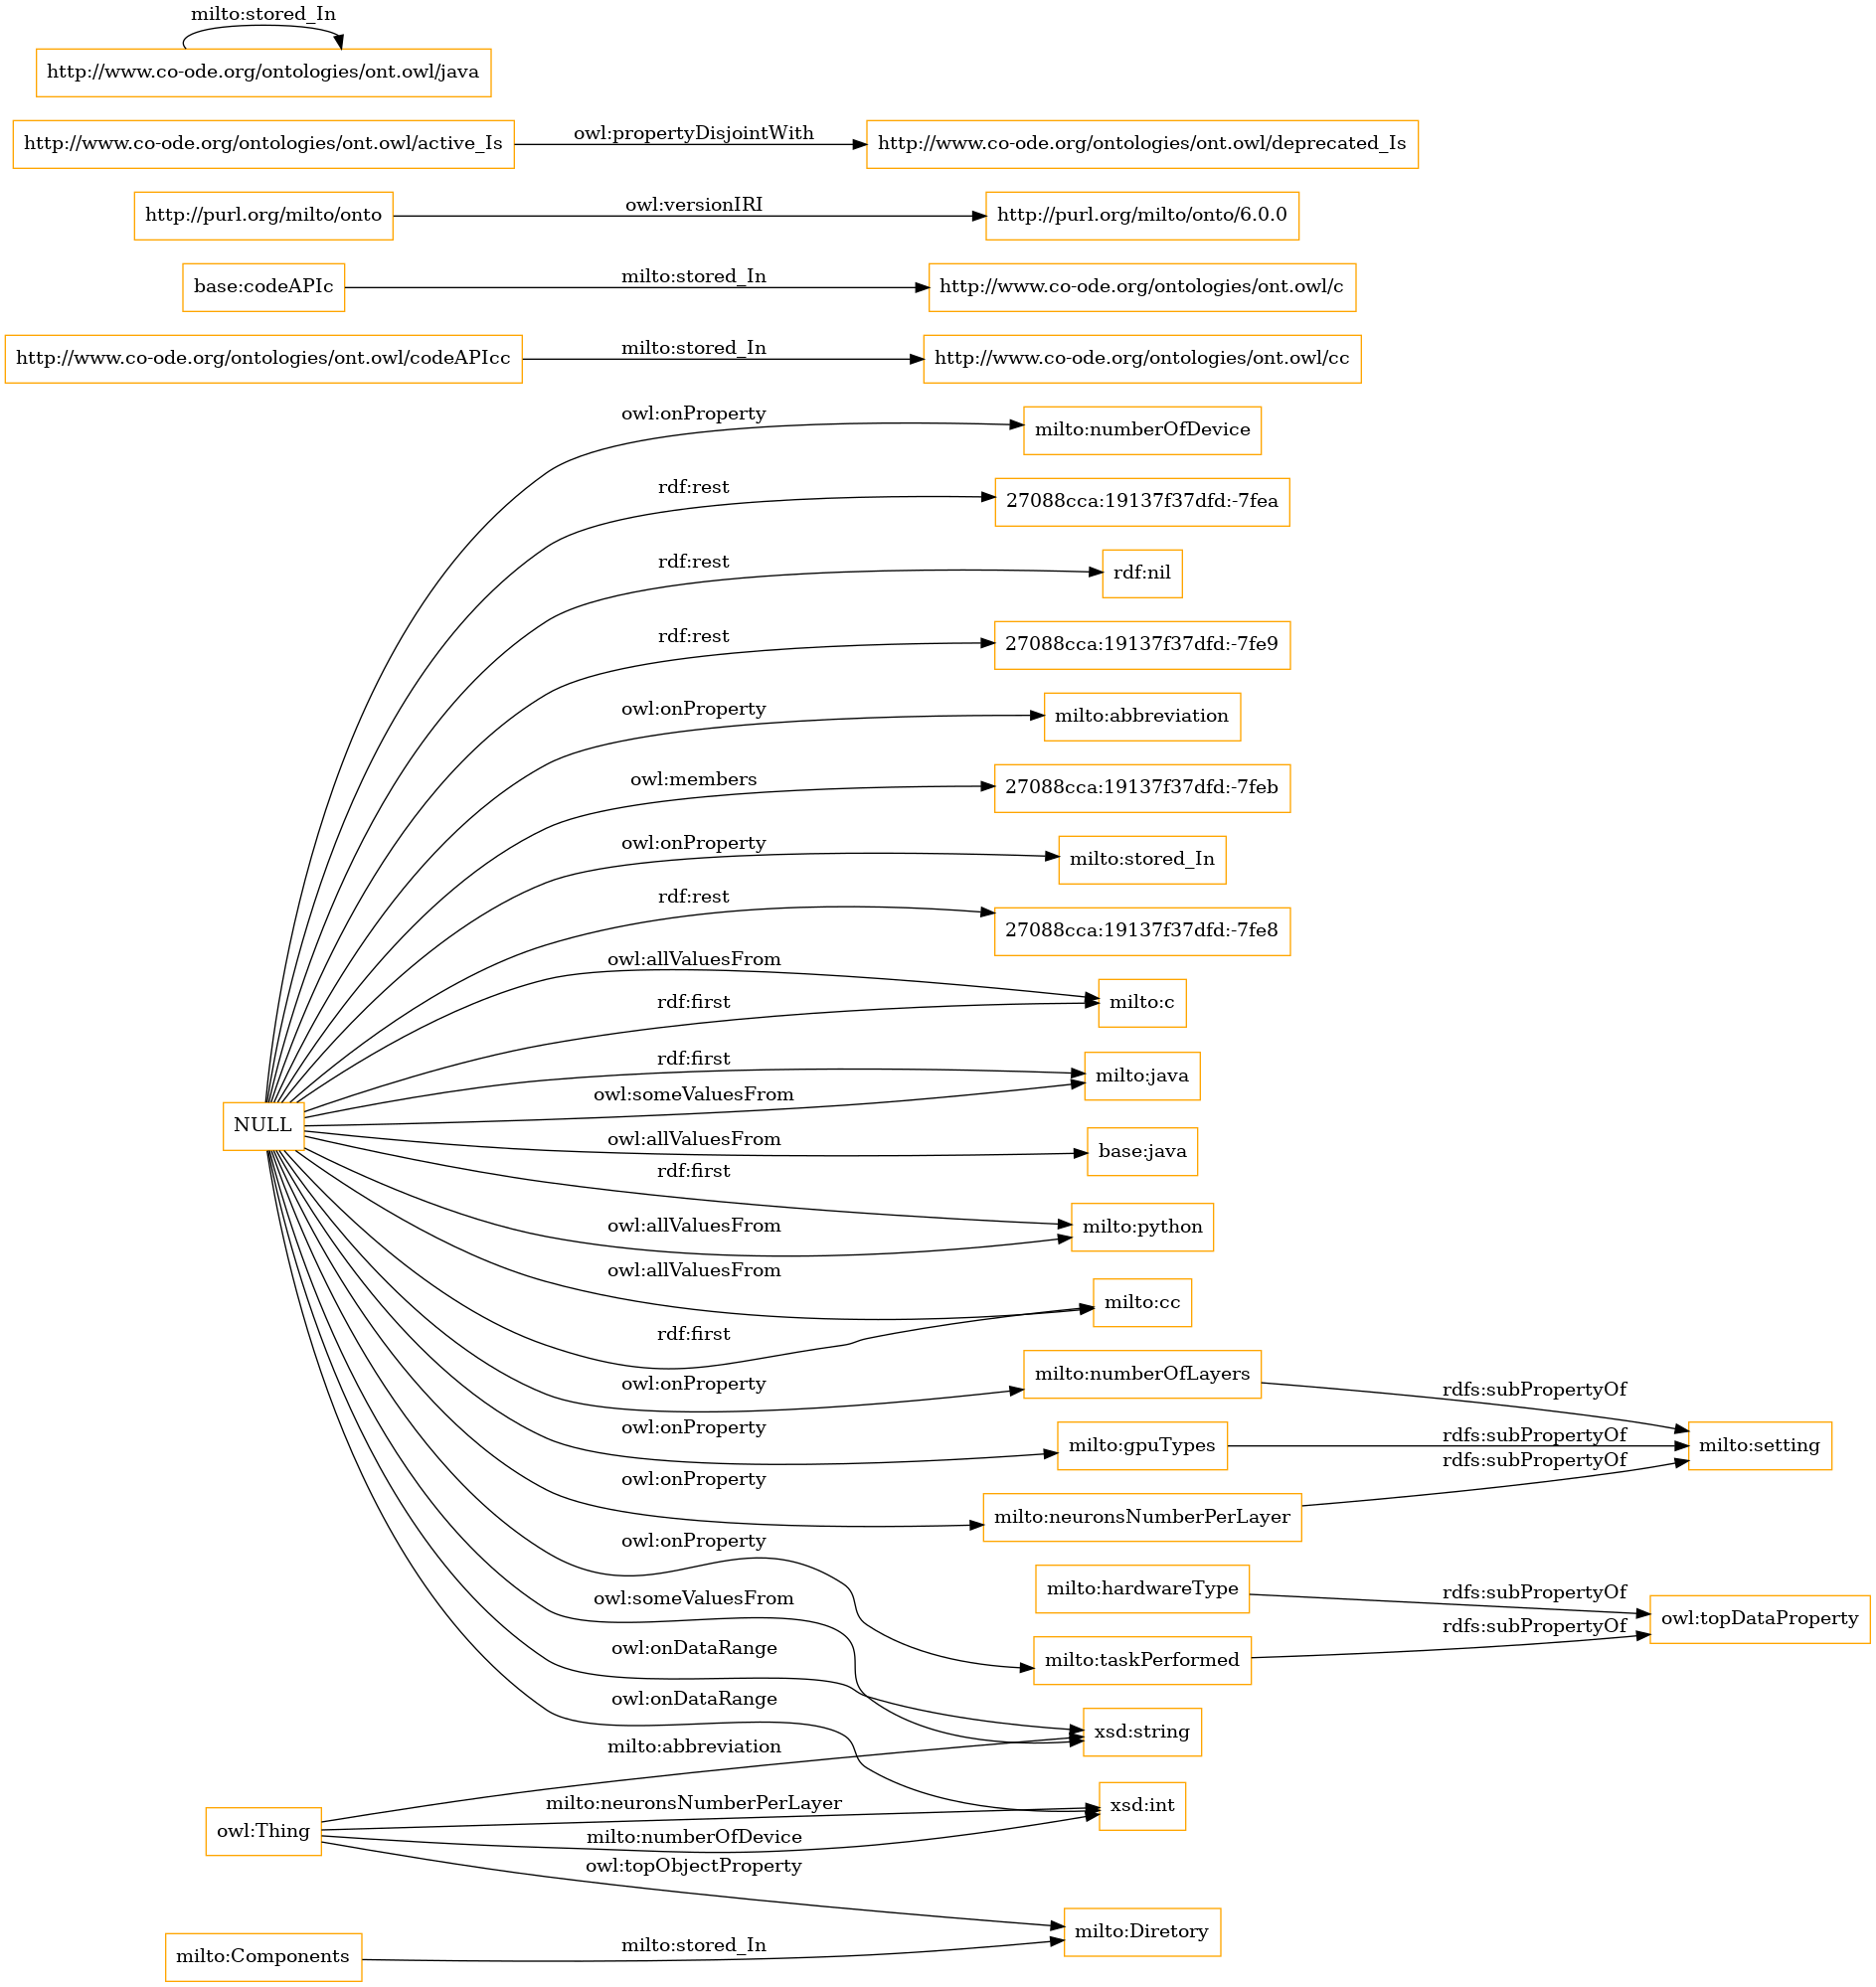 milto:stored_In
http://www.co-ode.org/ontologies/ont.owl/java
http://www.co-ode.org/ontologies/ont.owl/active_Is
owl:propertyDisjointWith
http://www.co-ode.org/ontologies/ont.owl/deprecated_Is
http://purl.org/milto/onto
owl:versionIRI
http://purl.org/milto/onto/6.0.0
base:codeAPIc
milto:stored_In
http://www.co-ode.org/ontologies/ont.owl/c
http://www.co-ode.org/ontologies/ont.owl/codeAPIcc
milto:stored_In
http://www.co-ode.org/ontologies/ont.owl/cc
owl:onProperty
milto:numberOfDevice
rdf:rest
27088cca:19137f37dfd:-7fea
rdf:rest
rdf:nil
rdf:rest
27088cca:19137f37dfd:-7fe9
owl:onProperty
milto:abbreviation
owl:members
27088cca:19137f37dfd:-7feb
owl:onProperty
milto:stored_In
rdf:rest
27088cca:19137f37dfd:-7fe8
owl:allValuesFrom
rdf:first
milto:c
rdf:first
milto:java
owl:someValuesFrom
NULL
owl:allValuesFrom
base:java
rdf:first
milto:python
owl:allValuesFrom
owl:allValuesFrom
milto:cc
rdf:first
owl:onProperty
milto:numberOfLayers
rdfs:subPropertyOf
owl:onProperty
milto:gpuTypes
rdfs:subPropertyOf
milto:setting
rdfs:subPropertyOf
owl:onProperty
milto:neuronsNumberPerLayer
owl:onProperty
milto:hardwareType
rdfs:subPropertyOf
owl:topDataProperty
owl:someValuesFrom
rdfs:subPropertyOf
milto:taskPerformed
owl:onDataRange
owl:onDataRange
xsd:string
milto:abbreviation
milto:neuronsNumberPerLayer
xsd:int
owl:Thing
milto:numberOfDevice
owl:topObjectProperty
milto:Diretory
milto:Components
milto:stored_In